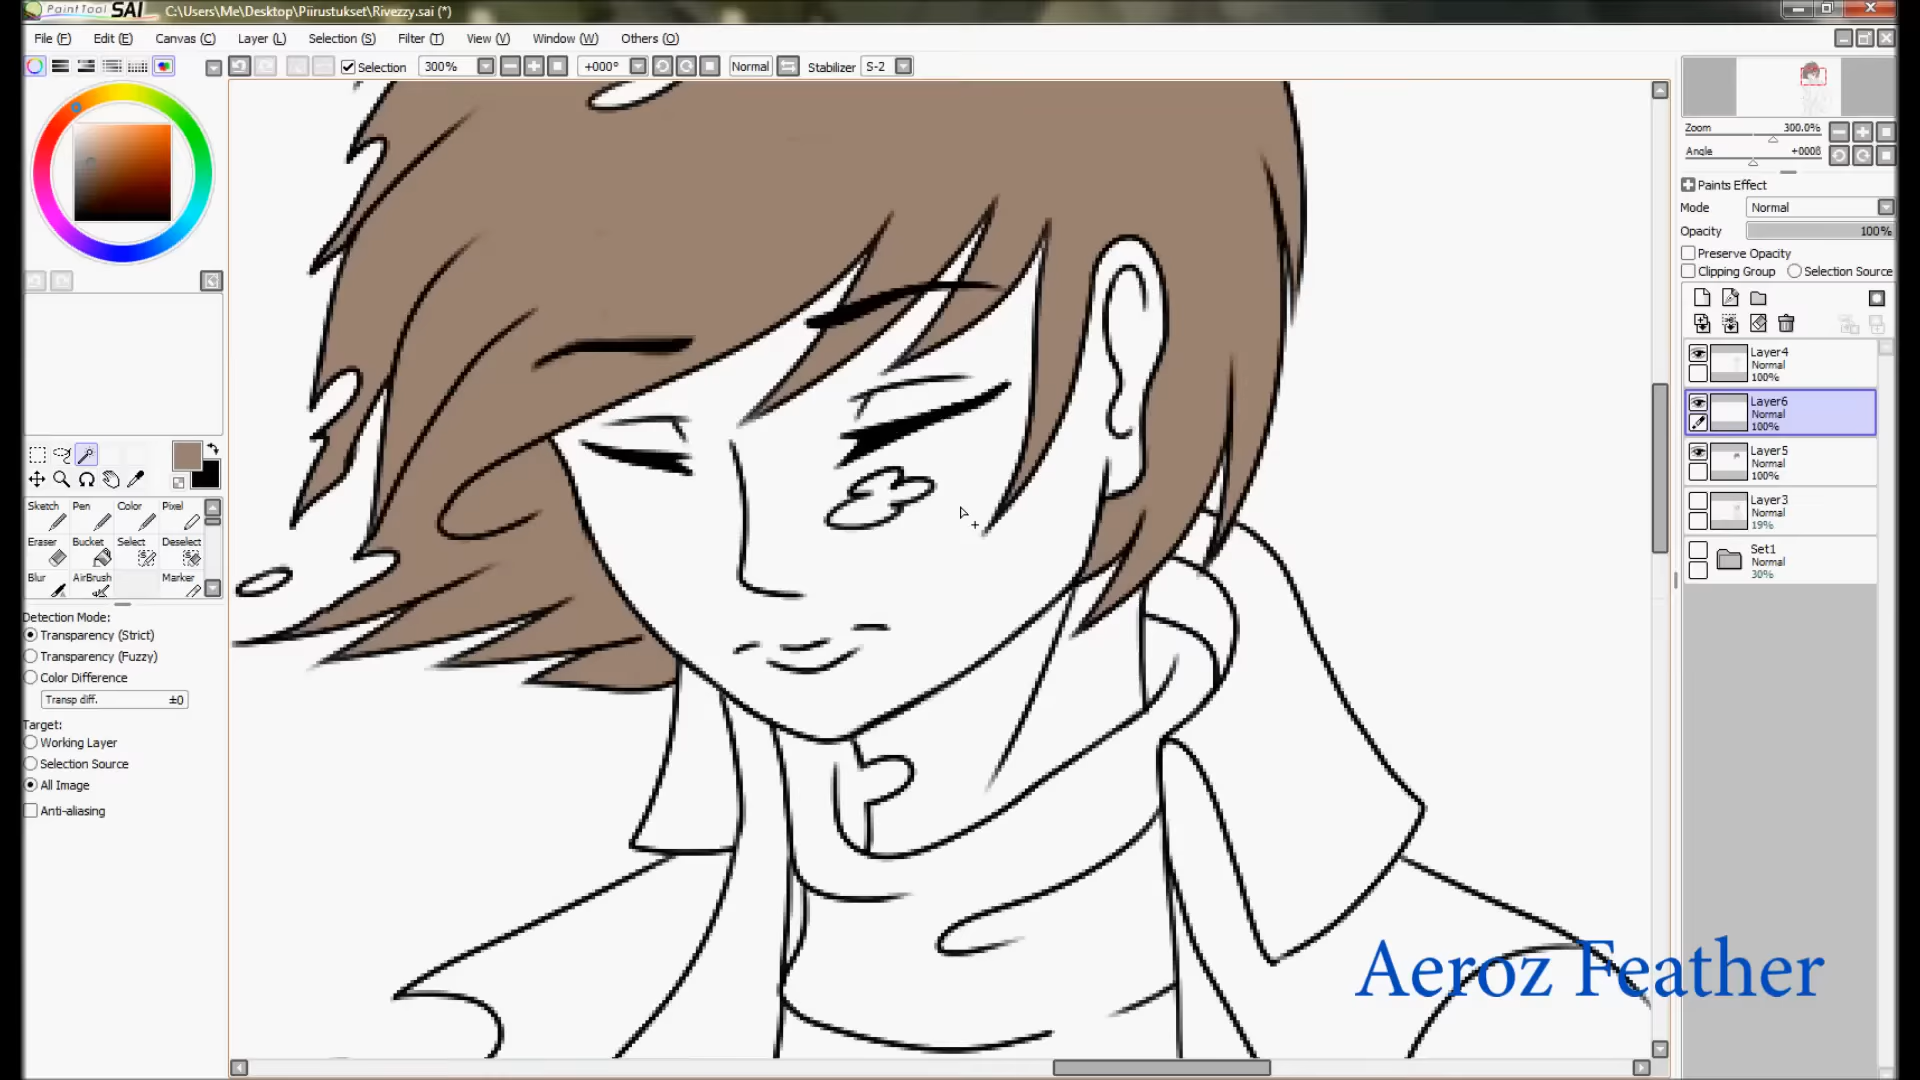 PaintTool SAI C:\Users\Me\Desktop\Piirustukset\Rivezzy.sai (*)
File (F) Edit (E) Canvas (C) Layer (L) Selection (S) Filter (T) View (V) Window (W) Others (O)
Selection 300% +000° Normal Stabilizer S-2
Zoom 300.0%
Angle +0008
Paints Effect
Mode Normal
Opacity 100%
Preserve Opacity
Clipping Group Selection Source
Layer4
Normal
100%
Layer6
Normal
100%
Layer5
Normal
100%
Layer3
Normal
19%
Set1
Normal
30%
Sketch Pen Color Pixel
Eraser Bucket Select Deselect
Blur AirBrush Marker
Detection Mode:
Transparency (Strict)
Transparency (Fuzzy)
Color Difference
Transp diff. ±0
Target:
Working Layer
Selection Source
All Image
Anti-aliasing
Aeroz Feather